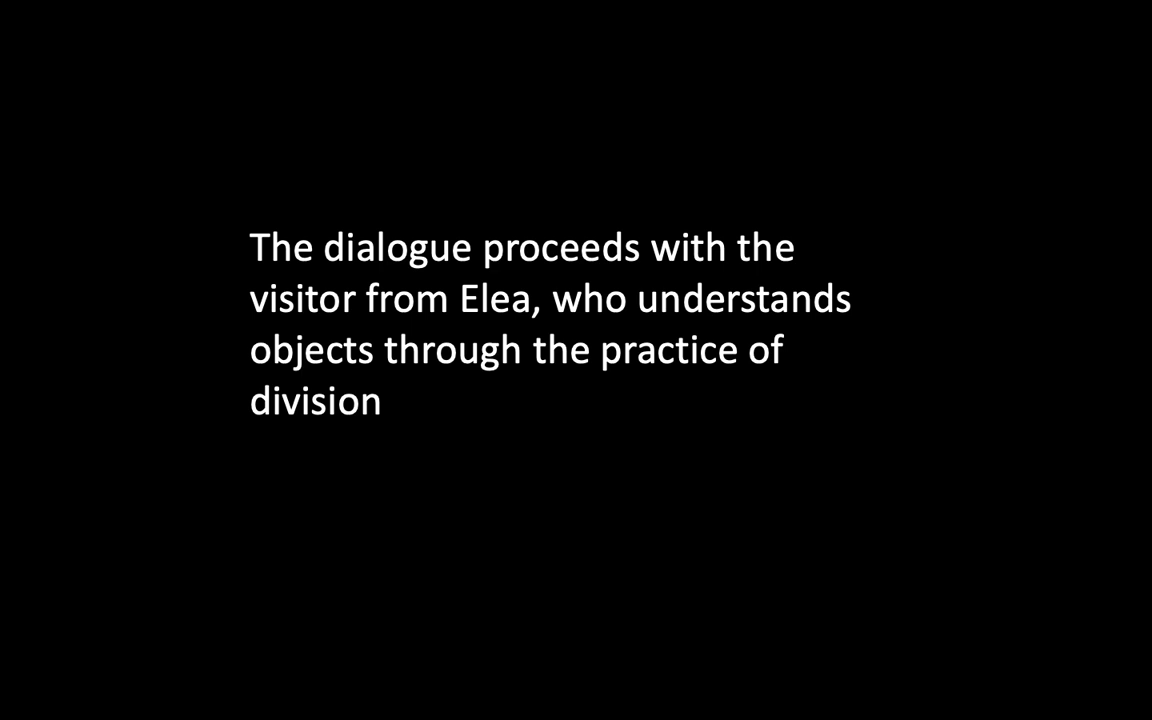 The dialogue proceeds with the
visitor from Elea, who understands
objects through the practice of
division